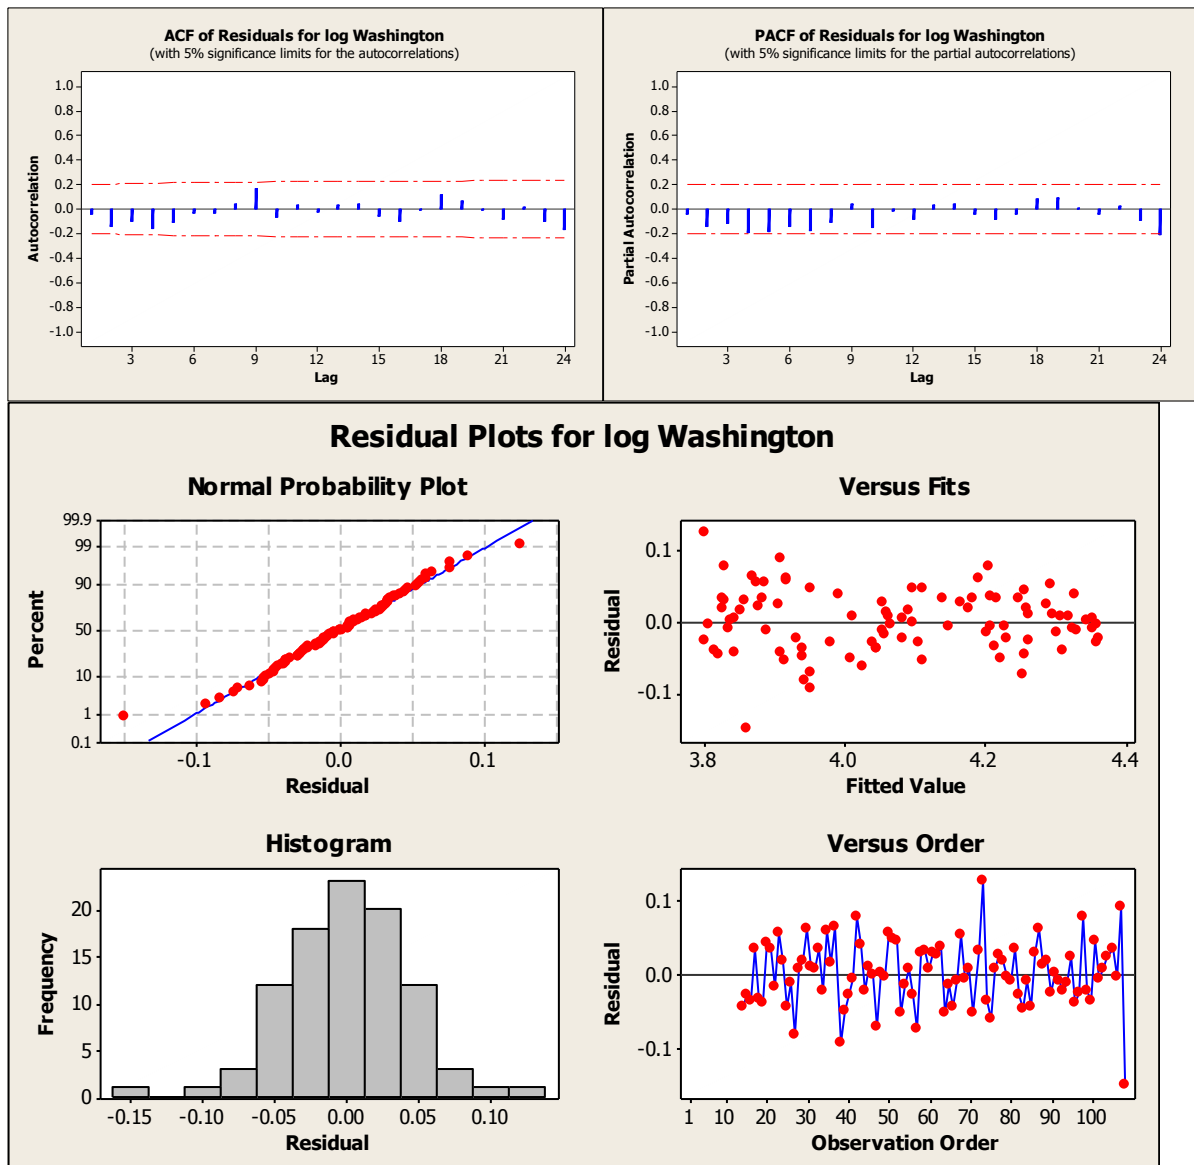 ACF of Residuals for log Washington
(with 5% significance limits for the autocorrelations)
1.0
0.8
0.6
0.4
0.2
0.0
-0.2
-0.4
-0.6
-0.8
-1.0
Autocorrelation
3 6 9 12 15 18 21 24
Lag
PACF of Residuals for log Washington
(with 5% significance limits for the partial autocorrelations)
1.0
0.8
0.6
0.4
0.2
0.0
-0.2
-0.4
-0.6
-0.8
-1.0
Partial Autocorrelation
3 6 9 12 15 18 21 24
Lag
Residual Plots for log Washington
Normal Probability Plot
99.9
99
90
50
10
1
0.1
Percent
-0.1 0.0 0.1
Residual
Versus Fits
0.1
0.0
-0.1
Residual
3.8 4.0 4.2 4.4
Fitted Value
Histogram
20
15
10
5
0
Frequency
-0.15 -0.10 -0.05 0.00 0.05 0.10
Residual
Versus Order
0.1
0.0
-0.1
Residual
1 10 20 30 40 50 60 70 80 90 100
Observation Order